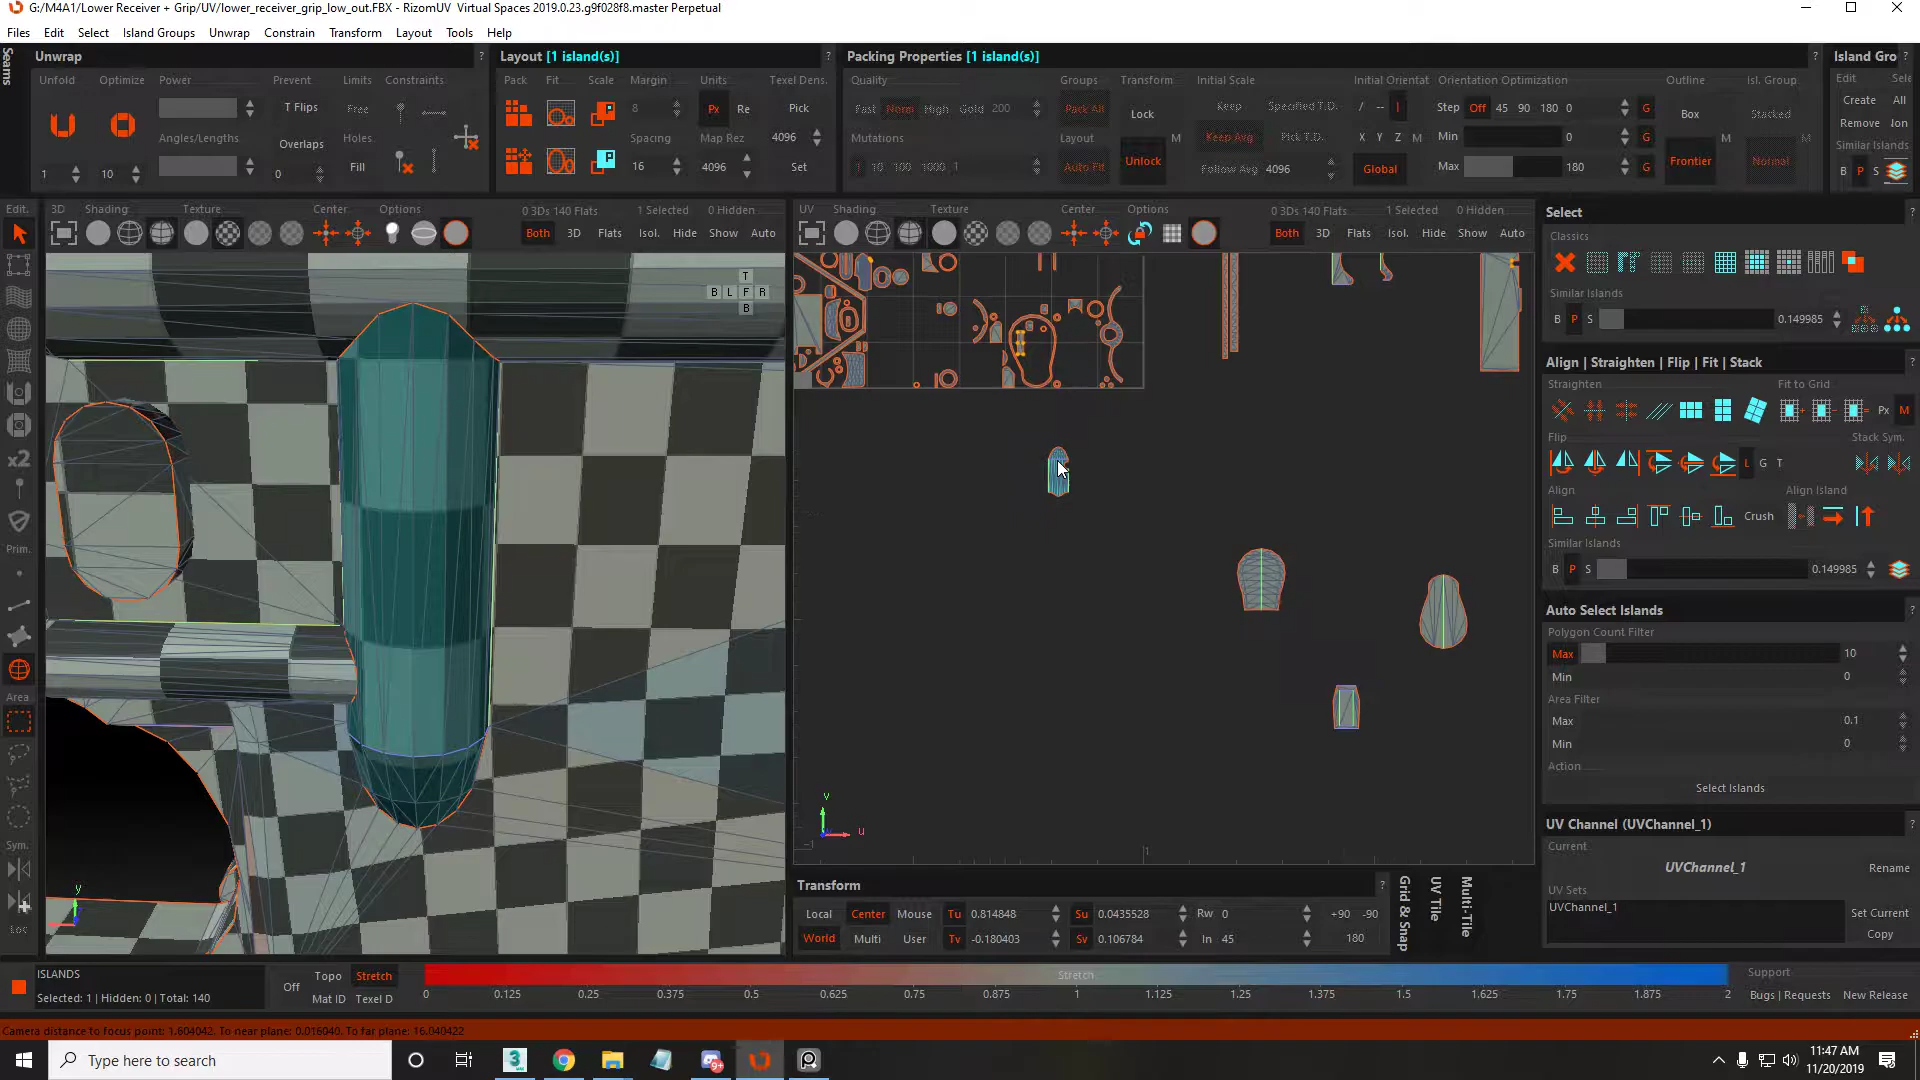 G:/M4A1/Lower Receiver + Grip/UV/lower_receiver_grip_low_out.FBX - RizomUV Virtual Spaces 2019.0.23.g9f028f8.master Perpetual
Files Edit Select Island Groups Unwrap Constrain Transform Layout Tools Help
Seams
Unwrap ?
Unfold Optimize Power Prevent Limits Constraints
T Flips Free
Angles/Lengths Overlaps Holes
1 10 0 Fill
Layout [1 island(s)] ?
Pack Fit Scale Margin Units Texel Dens.
8 Px Re Pick
Spacing Map Rez 4096
16 4096 Set
Packing Properties [1 island(s)] ?
Quality Groups Transform Initial Scale Initial Orientat Orientation Optimization Outline Isl. Group
Fast Norm High Gold 200 Pack All Lock Keep Specified T.D. / -- | Step Off 45 90 180 0 G Box Stacked
Mutations Layout M Keep Avg Pick T.D. X Y Z M Min 0 G M M
1 10 100 1000 1 Auto Fit Unlock Follow Avg 4096 Global Max 180 G Frontier Normal
Island Gro ?
Edit Sele
Create All
Remove Ion
Similar Islands
B P S
Edit. 3D Shading Texture Center Options 0 3Ds 140 Flats 1 Selected 0 Hidden
Both 3D Flats Isol. Hide Show Auto
UV Shading Texture Center Options 0 3Ds 140 Flats 1 Selected 0 Hidden
Both 3D Flats Isol. Hide Show Auto
T
B L F R
B
x2
Prim.
Area
Sym.
Loc
y
v
u
1
Select ?
Classics
Similar Islands
B P S 0.149985
Align | Straighten | Flip | Fit | Stack ?
Straighten Fit to Grid
Px M
Flip Stack Sym.
L G T
Align Align Island
Crush
Similar Islands
B P S 0.149985
Auto Select Islands ?
Polygon Count Filter
Max 10
Min 0
Area Filter
Max 0.1
Min 0
Action
Select Islands
UV Channel (UVChannel_1) ?
Current
UVChannel_1 Rename
UV Sets
UVChannel_1
Set Current
Copy
Transform ?
Local Center Mouse Tu 0.814848 Su 0.0435528 Rw 0 +90 -90
World Multi User Tv -0.180403 Sv 0.106784 In 45 180
Grid & Snap
UV Tile
Multi-Tile
ISLANDS
Selected: 1 | Hidden: 0 | Total: 140
Off Topo Stretch
Mat ID Texel D
Stretch
0 0.125 0.25 0.375 0.5 0.625 0.75 0.875 1 1.125 1.25 1.375 1.5 1.625 1.75 1.875 2
Support
Bugs | Requests New Release
Camera distance to focus point: 1.604042. To near plane: 0.016040. To far plane: 16.040422
Type here to search
3
9+
11:47 AM
11/20/2019